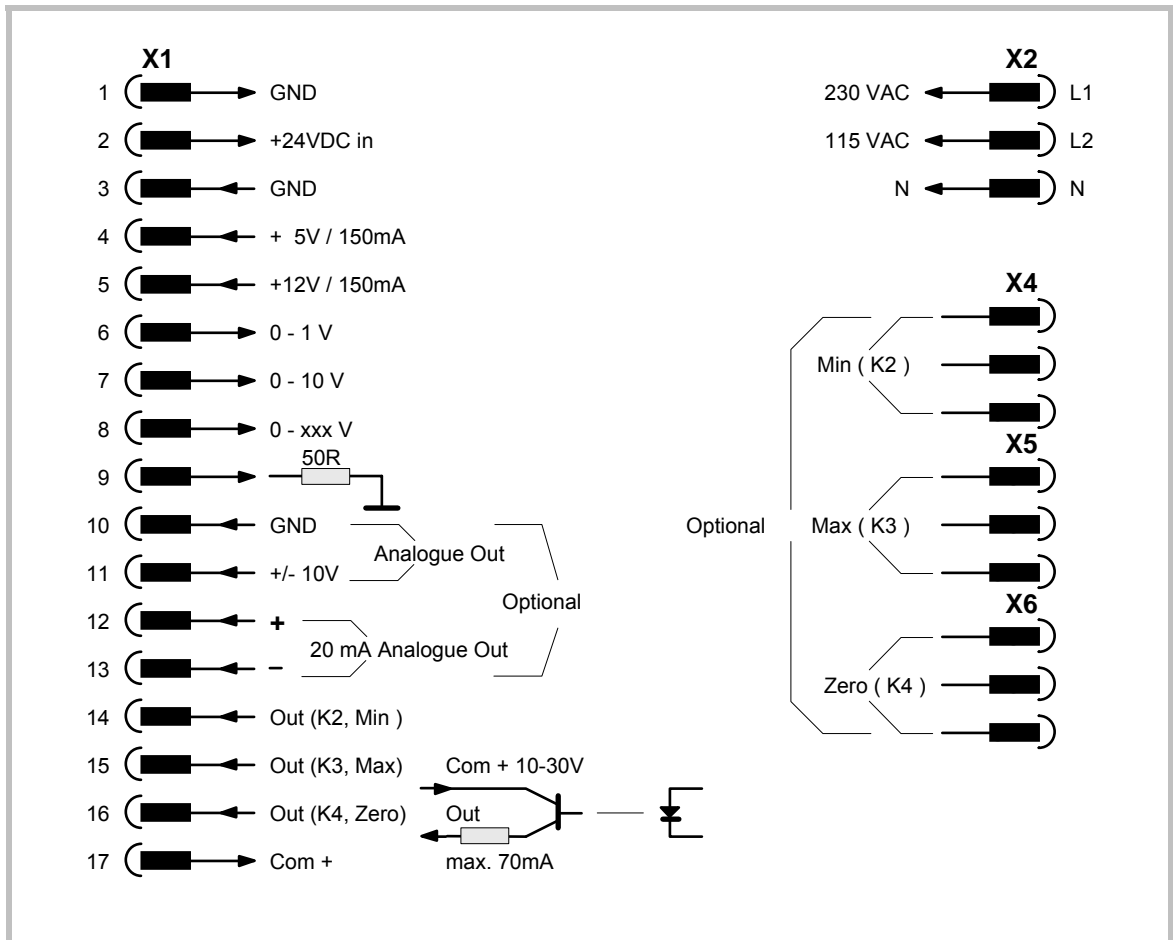 X1
1 GND
2 +24VDC in
3 GND
4 + 5V / 150mA
5 +12V / 150mA
6 0 - 1 V
7 0 - 10 V
8 0 - xxx V
9 50R
10 GND
11 +/- 10V
Analogue Out
12 +
13 –
20 mA Analogue Out
Optional
14 Out (K2, Min )
15 Out (K3, Max)
16 Out (K4, Zero)
17 Com +
Com + 10-30V
Out
max. 70mA
X2
230 VAC L1
115 VAC L2
N N
X4
Min ( K2 )
X5
Optional Max ( K3 )
X6
Zero ( K4 )